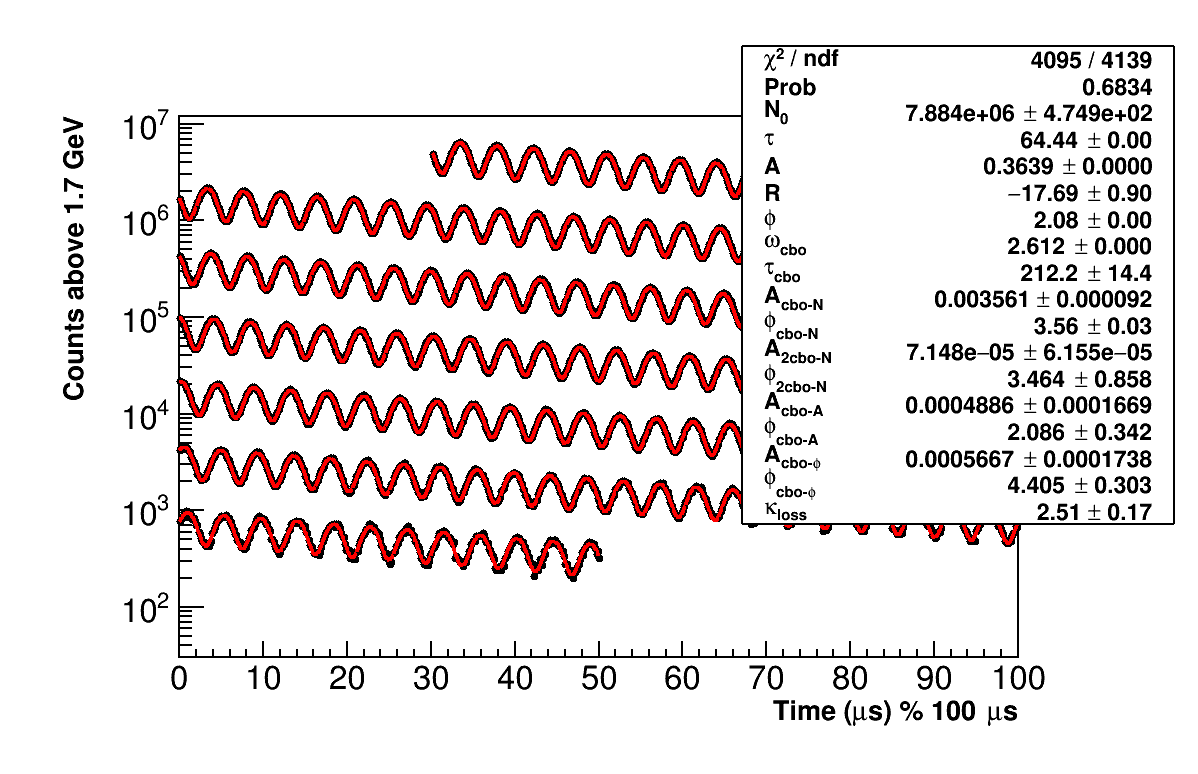 χ² / ndf 4095 / 4139
Prob 0.6834
N₀ 7.884e+06 ± 4.749e+02
τ 64.44 ± 0.00
A 0.3639 ± 0.0000
R −17.69 ± 0.90
ϕ 2.08 ± 0.00
ω_cbo 2.612 ± 0.000
τ_cbo 212.2 ± 14.4
A_cbo-N 0.003561 ± 0.000092
ϕ_cbo-N 3.56 ± 0.03
A_2cbo-N 7.148e−05 ± 6.155e−05
ϕ_2cbo-N 3.464 ± 0.858
A_cbo-A 0.0004886 ± 0.0001669
ϕ_cbo-A 2.086 ± 0.342
A_cbo-ϕ 0.0005667 ± 0.0001738
ϕ_cbo-ϕ 4.405 ± 0.303
κ_loss 2.51 ± 0.17
Counts above 1.7 GeV
10⁷
10⁶
10⁵
10⁴
10³
10²
0 10 20 30 40 50 60 70 80 90 100
Time (μs) % 100 μs